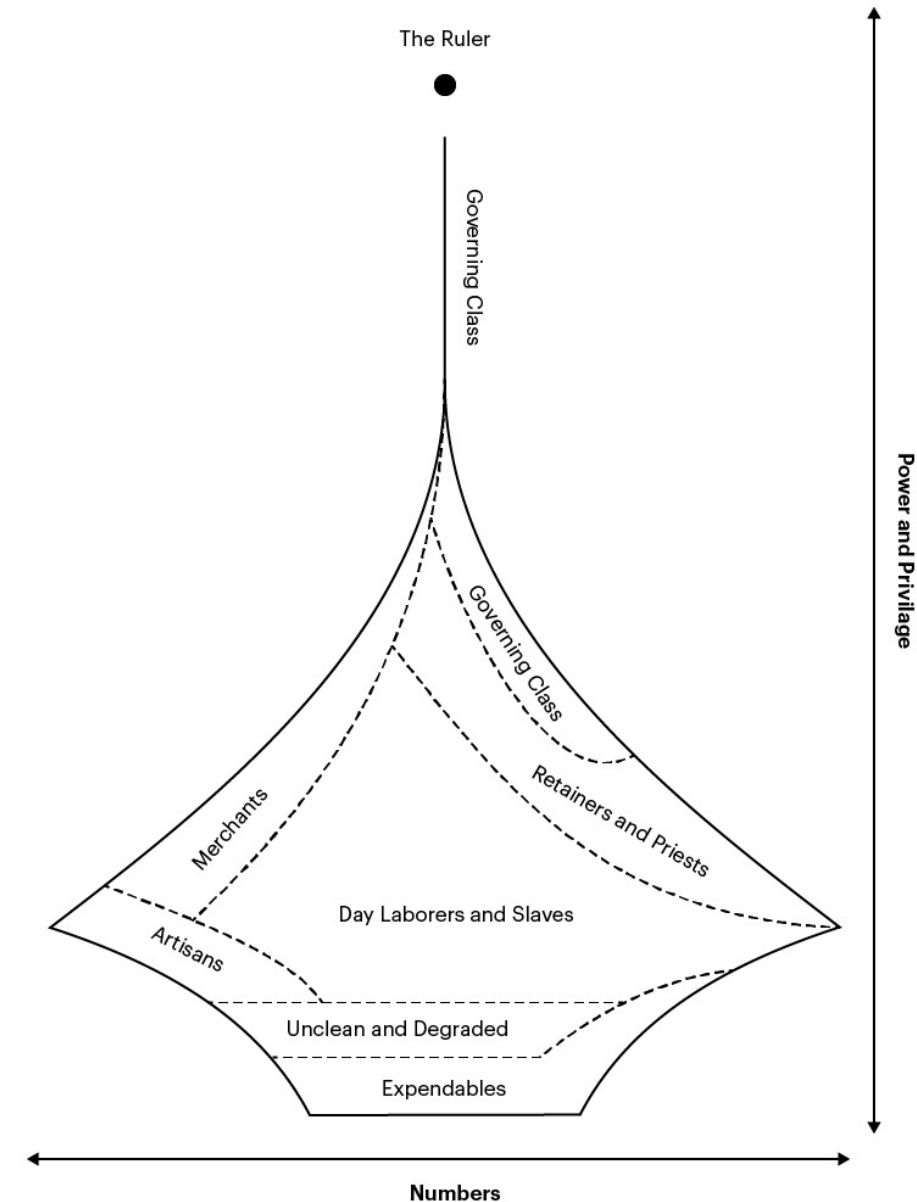 The Ruler
Governing Class
Power and Privilage
Governing Class
Retainers and Priests
Merchants
Day Laborers and Slaves
Artisans
Unclean and Degraded
Expendables
Numbers